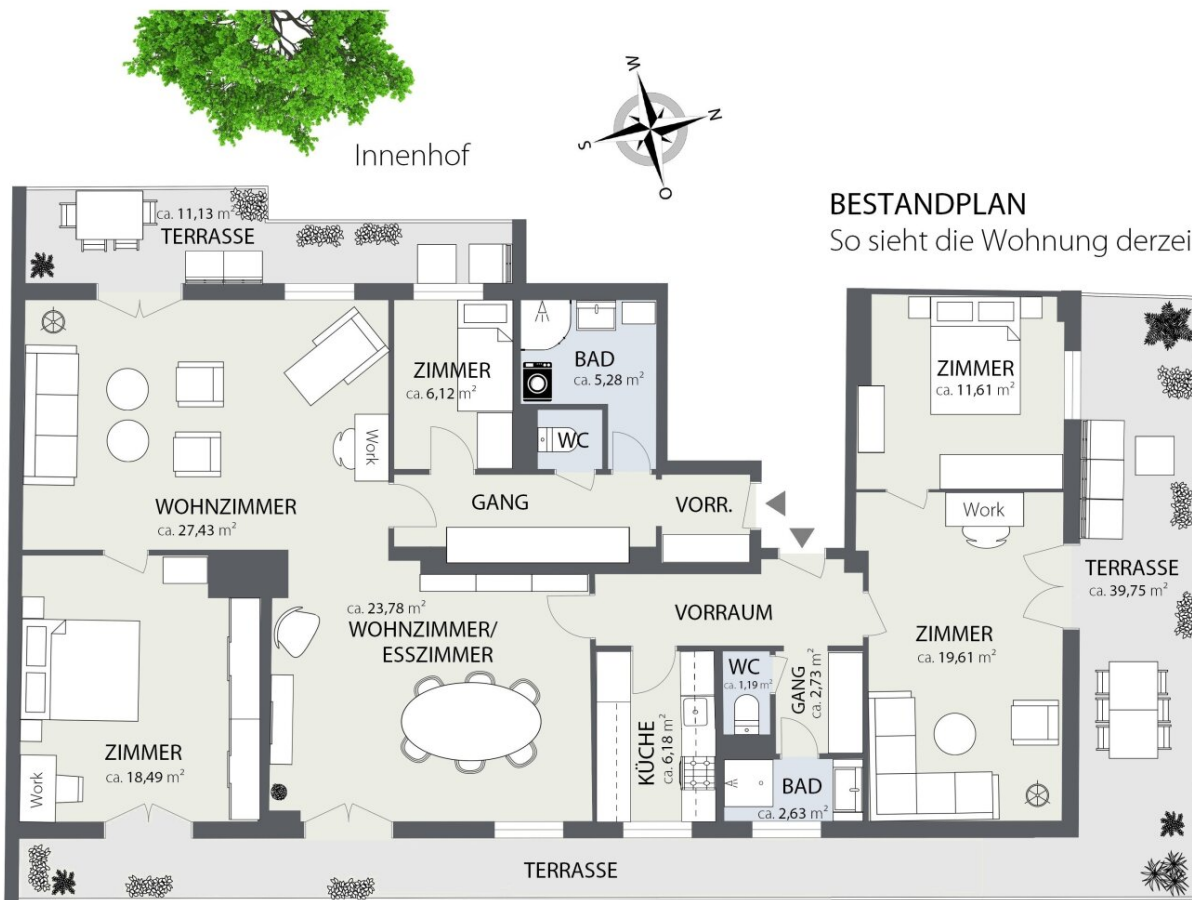 W
N
S
O
Innenhof
BESTANDPLAN
So sieht die Wohnung derzei
ca. 11,13 m²
TERRASSE
ZIMMER
ca. 6,12 m²
BAD
ca. 5,28 m²
ZIMMER
ca. 11,61 m²
Work
WC
WOHNZIMMER
ca. 27,43 m²
GANG
VORR.
Work
TERRASSE
ca. 39,75 m²
ca. 23,78 m²
WOHNZIMMER/
ESSZIMMER
VORRAUM
ZIMMER
ca. 19,61 m²
WC
ca. 1,19 m²
GANG
ca. 2,73 m²
ZIMMER
ca. 18,49 m²
Work
KÜCHE
ca. 6,18 m²
BAD
ca. 2,63 m²
TERRASSE